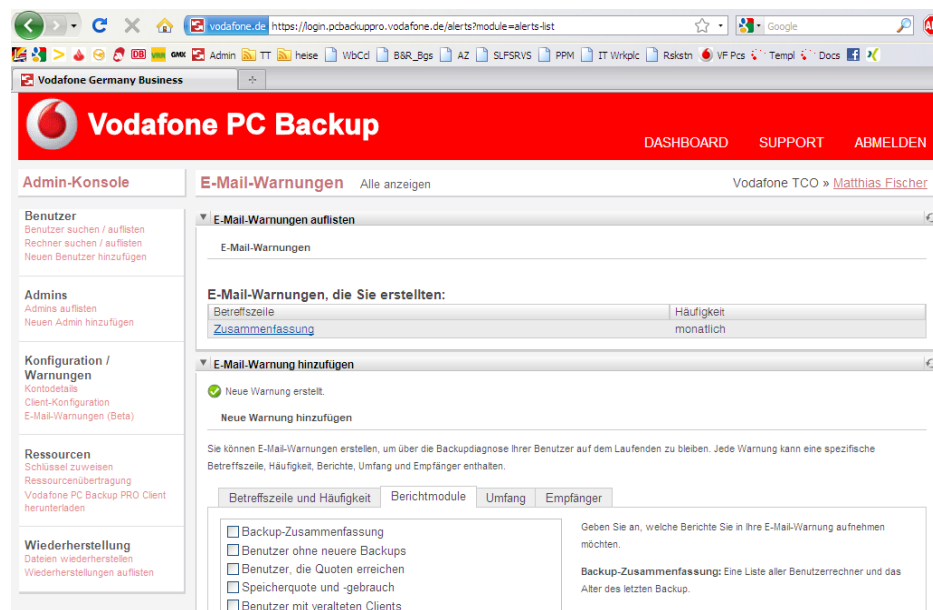 vodafone.de https://login.pcbackuppro.vodafone.de/alerts?module=alerts-list
Google
DB GMX Admin TT heise WbCcl B&R_Bgs AZ SLFSRVS PPM IT Wrkplc Rskstn VF Pcs Templ Docs
Vodafone Germany Business
Vodafone PC Backup
DASHBOARD SUPPORT ABMELDEN
Admin-Konsole
E-Mail-Warnungen Alle anzeigen
Vodafone TCO » Matthias Fischer
Benutzer
Benutzer suchen / auflisten
Rechner suchen / auflisten
Neuen Benutzer hinzufügen
Admins
Admins auflisten
Neuen Admin hinzufügen
Konfiguration /
Warnungen
Kontodetails
Client-Konfiguration
E-Mail-Warnungen (Beta)
Ressourcen
Schlüssel zuweisen
Ressourcenübertragung
Vodafone PC Backup PRO Client
herunterladen
Wiederherstellung
Dateien wiederherstellen
Wiederherstellungen auflisten
E-Mail-Warnungen auflisten
E-Mail-Warnungen
E-Mail-Warnungen, die Sie erstellten:
Betreffszeile Häufigkeit
Zusammenfassung monatlich
E-Mail-Warnung hinzufügen
Neue Warnung erstellt.
Neue Warnung hinzufügen
Sie können E-Mail-Warnungen erstellen, um über die Backupdiagnose Ihrer Benutzer auf dem Laufenden zu bleiben. Jede Warnung kann eine spezifische
Betreffszeile, Häufigkeit, Berichte, Umfang und Empfänger enthalten.
Betreffszeile und Häufigkeit Berichtmodule Umfang Empfänger
Backup-Zusammenfassung
Benutzer ohne neuere Backups
Benutzer, die Quoten erreichen
Speicherquote und -gebrauch
Benutzer mit veralteten Clients
Geben Sie an, welche Berichte Sie in Ihre E-Mail-Warnung aufnehmen
möchten.
Backup-Zusammenfassung: Eine Liste aller Benutzerrechner und das
Alter des letzten Backup.